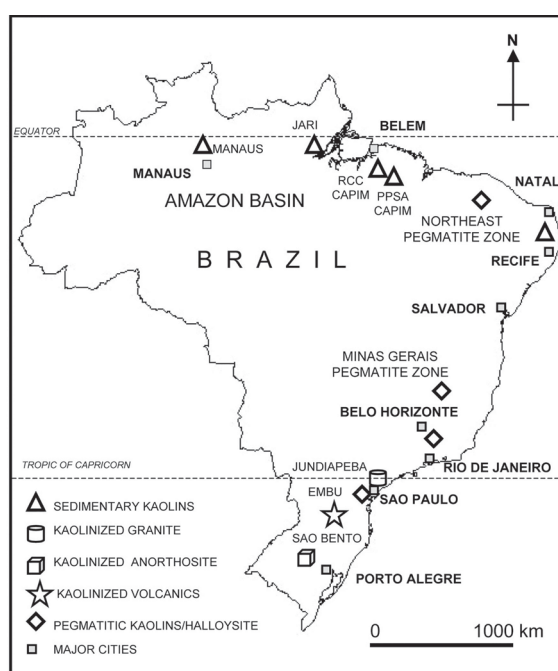 N
BELEM
EQUATOR
JARI
MANAUS
MANAUS
RCC
CAPIM
PPSA
CAPIM
AMAZON BASIN
NATAL
NORTHEAST
PEGMATITE ZONE
BRAZIL
RECIFE
SALVADOR
MINAS GERAIS
PEGMATITE ZONE
BELO HORIZONTE
TROPIC OF CAPRICORN
JUNDIAPEBA
RIO DE JANEIRO
EMBU
SAO PAULO
SAO BENTO
PORTO ALEGRE
SEDIMENTARY KAOLINS
KAOLINIZED GRANITE
KAOLINIZED ANORTHOSITE
KAOLINIZED VOLCANICS
PEGMATITIC KAOLINS/HALLOYSITE
MAJOR CITIES
0 1000 km